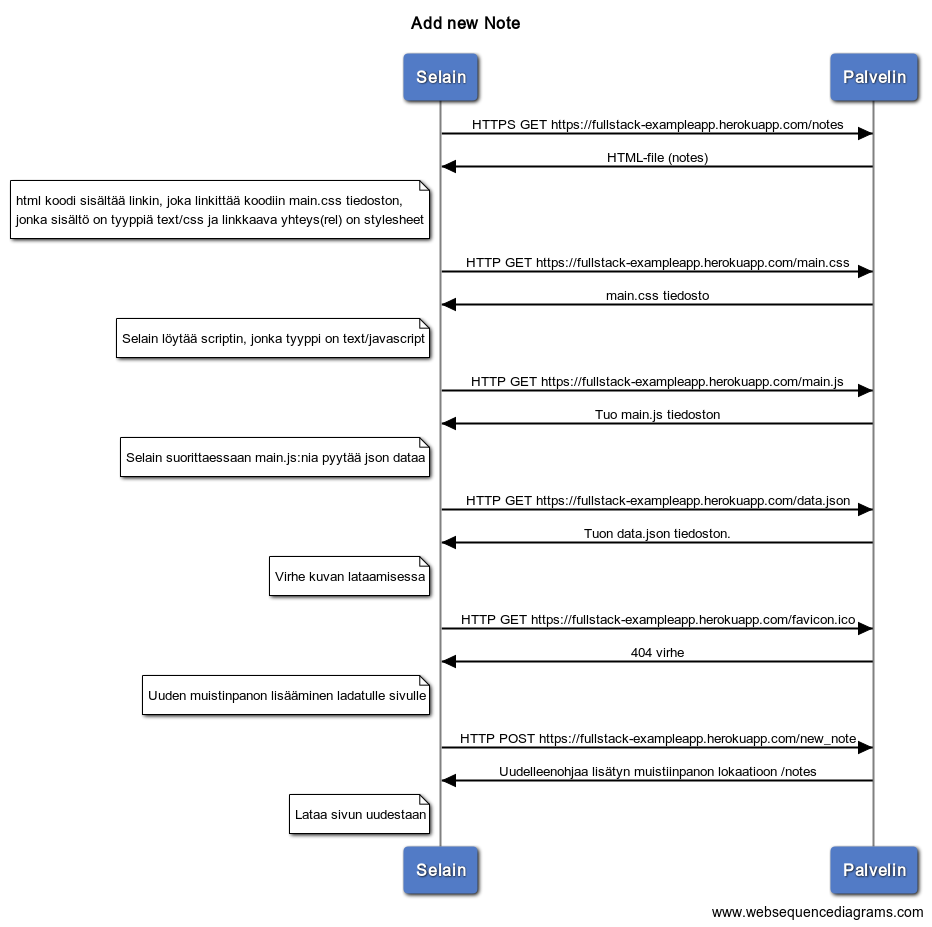 Add new Note
Selain
Palvelin
HTTPS GET https://fullstack-exampleapp.herokuapp.com/notes
HTML-file (notes)
html koodi sisältää linkin, joka linkittää koodiin main.css tiedoston,
jonka sisältö on tyyppiä text/css ja linkkaava yhteys(rel) on stylesheet
HTTP GET https://fullstack-exampleapp.herokuapp.com/main.css
main.css tiedosto
Selain löytää scriptin, jonka tyyppi on text/javascript
HTTP GET https://fullstack-exampleapp.herokuapp.com/main.js
Tuo main.js tiedoston
Selain suorittaessaan main.js:nia pyytää json dataa
HTTP GET https://fullstack-exampleapp.herokuapp.com/data.json
Tuon data.json tiedoston.
Virhe kuvan lataamisessa
HTTP GET https://fullstack-exampleapp.herokuapp.com/favicon.ico
404 virhe
Uuden muistinpanon lisääminen ladatulle sivulle
HTTP POST https://fullstack-exampleapp.herokuapp.com/new_note
Uudelleenohjaa lisätyn muistiinpanon lokaatioon /notes
Lataa sivun uudestaan
Selain
Palvelin
www.websequencediagrams.com